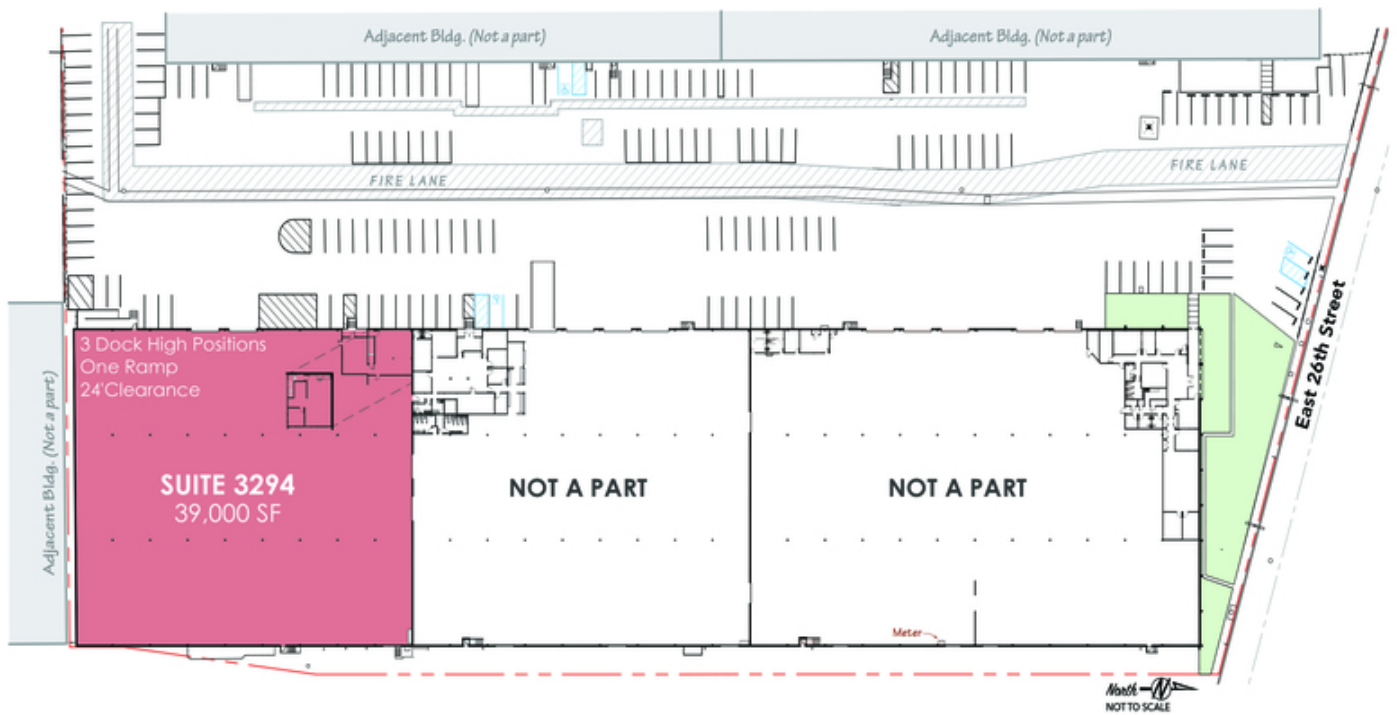 Adjacent Bldg. (Not a part)
Adjacent Bldg. (Not a part)
FIRE LANE
FIRE LANE
3 Dock High Positions
One Ramp
24'Clearance
SUITE 3294
39,000 SF
NOT A PART
NOT A PART
Adjacent Bldg. (Not a part)
East 26th Street
Meter
North
N
NOT TO SCALE